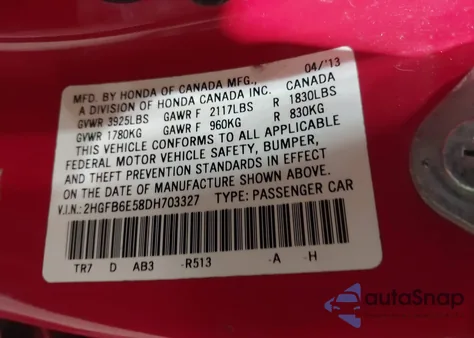 MFD. BY HONDA OF CANADA MFG., 04/'13
A DIVISION OF HONDA CANADA INC. CANADA
GVWR 3925LBS GAWR F 2117LBS R 1830LBS
GVWR 1780KG GAWR F 960KG R 830KG
THIS VEHICLE CONFORMS TO ALL APPLICABLE
FEDERAL MOTOR VEHICLE SAFETY, BUMPER,
AND THEFT PREVENTION STANDARDS IN EFFECT
ON THE DATE OF MANUFACTURE SHOWN ABOVE.
V.I.N.: 2HGFB6E58DH703327 TYPE: PASSENGER CAR
TR7 D AB3 -R513 -A -H
autoSnap